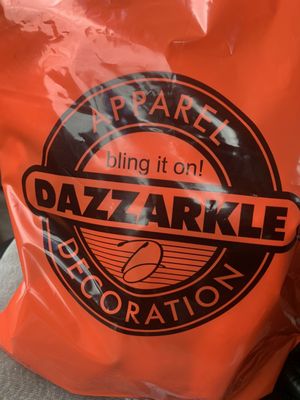 APPAREL
bling it on!
DAZZARKLE
D
DECORATION